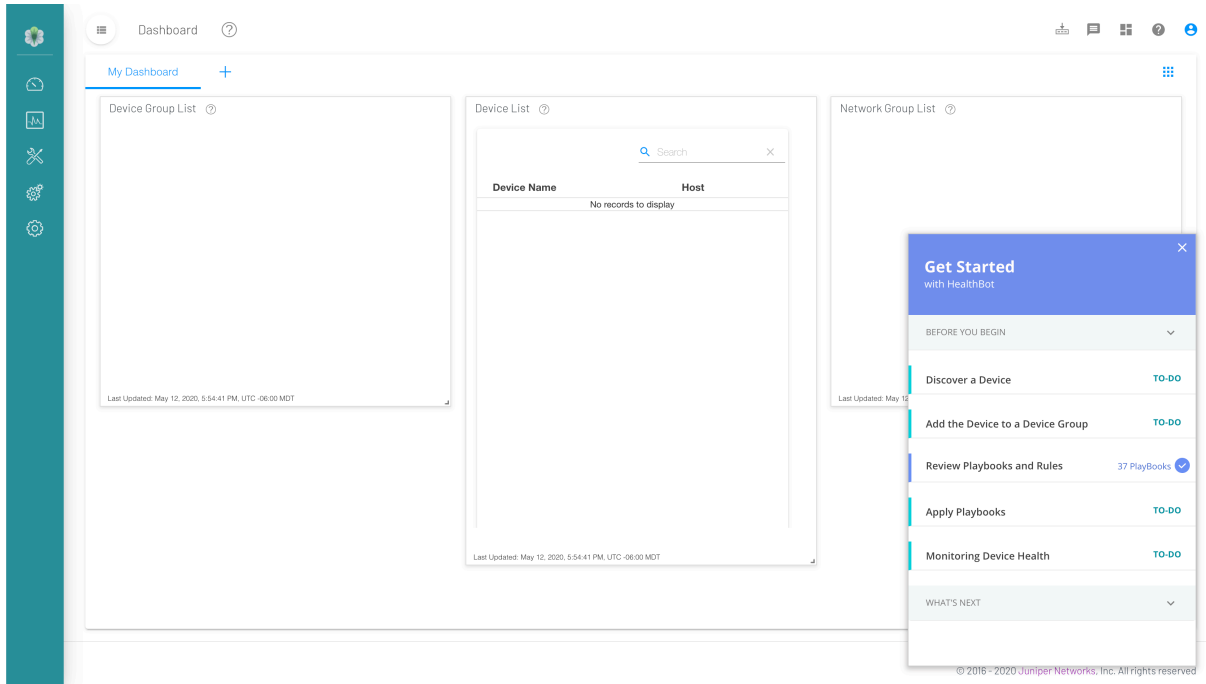 Dashboard ?
My Dashboard +
Device Group List ?
Last Updated: May 12, 2020, 5:54:41 PM, UTC -06:00 MDT
Device List ?
Search
Device Name Host
No records to display
Last Updated: May 12, 2020, 5:54:41 PM, UTC -06:00 MDT
Network Group List ?
Last Updated: May 12
Get Started
with HealthBot
BEFORE YOU BEGIN
Discover a Device TO-DO
Add the Device to a Device Group TO-DO
Review Playbooks and Rules 37 PlayBooks
Apply Playbooks TO-DO
Monitoring Device Health TO-DO
WHAT'S NEXT
© 2016 - 2020 Juniper Networks, Inc. All rights reserved